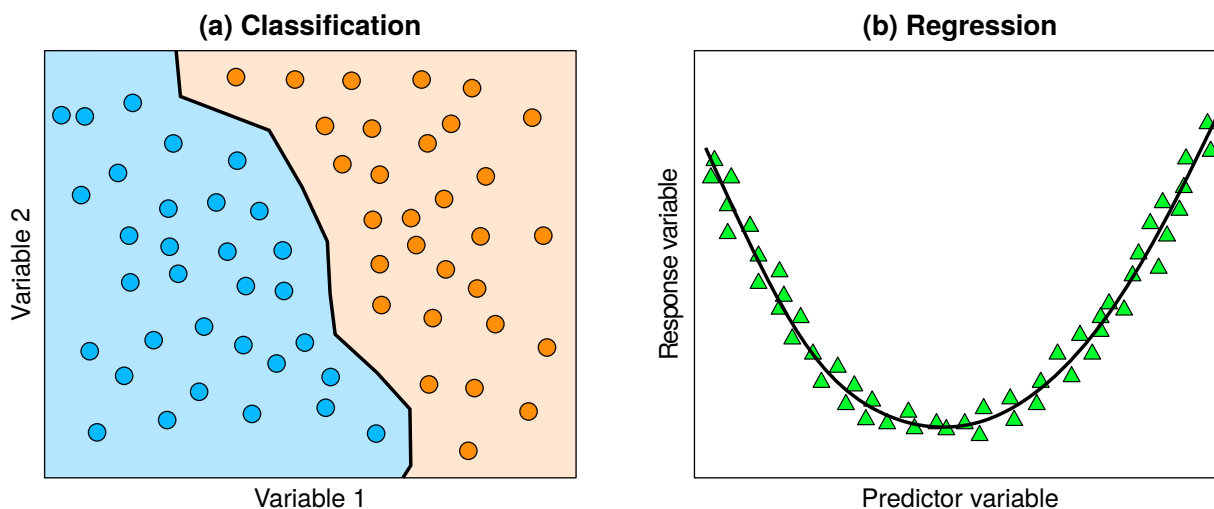 (a) Classification
Variable 2
Variable 1
(b) Regression
Response variable
Predictor variable